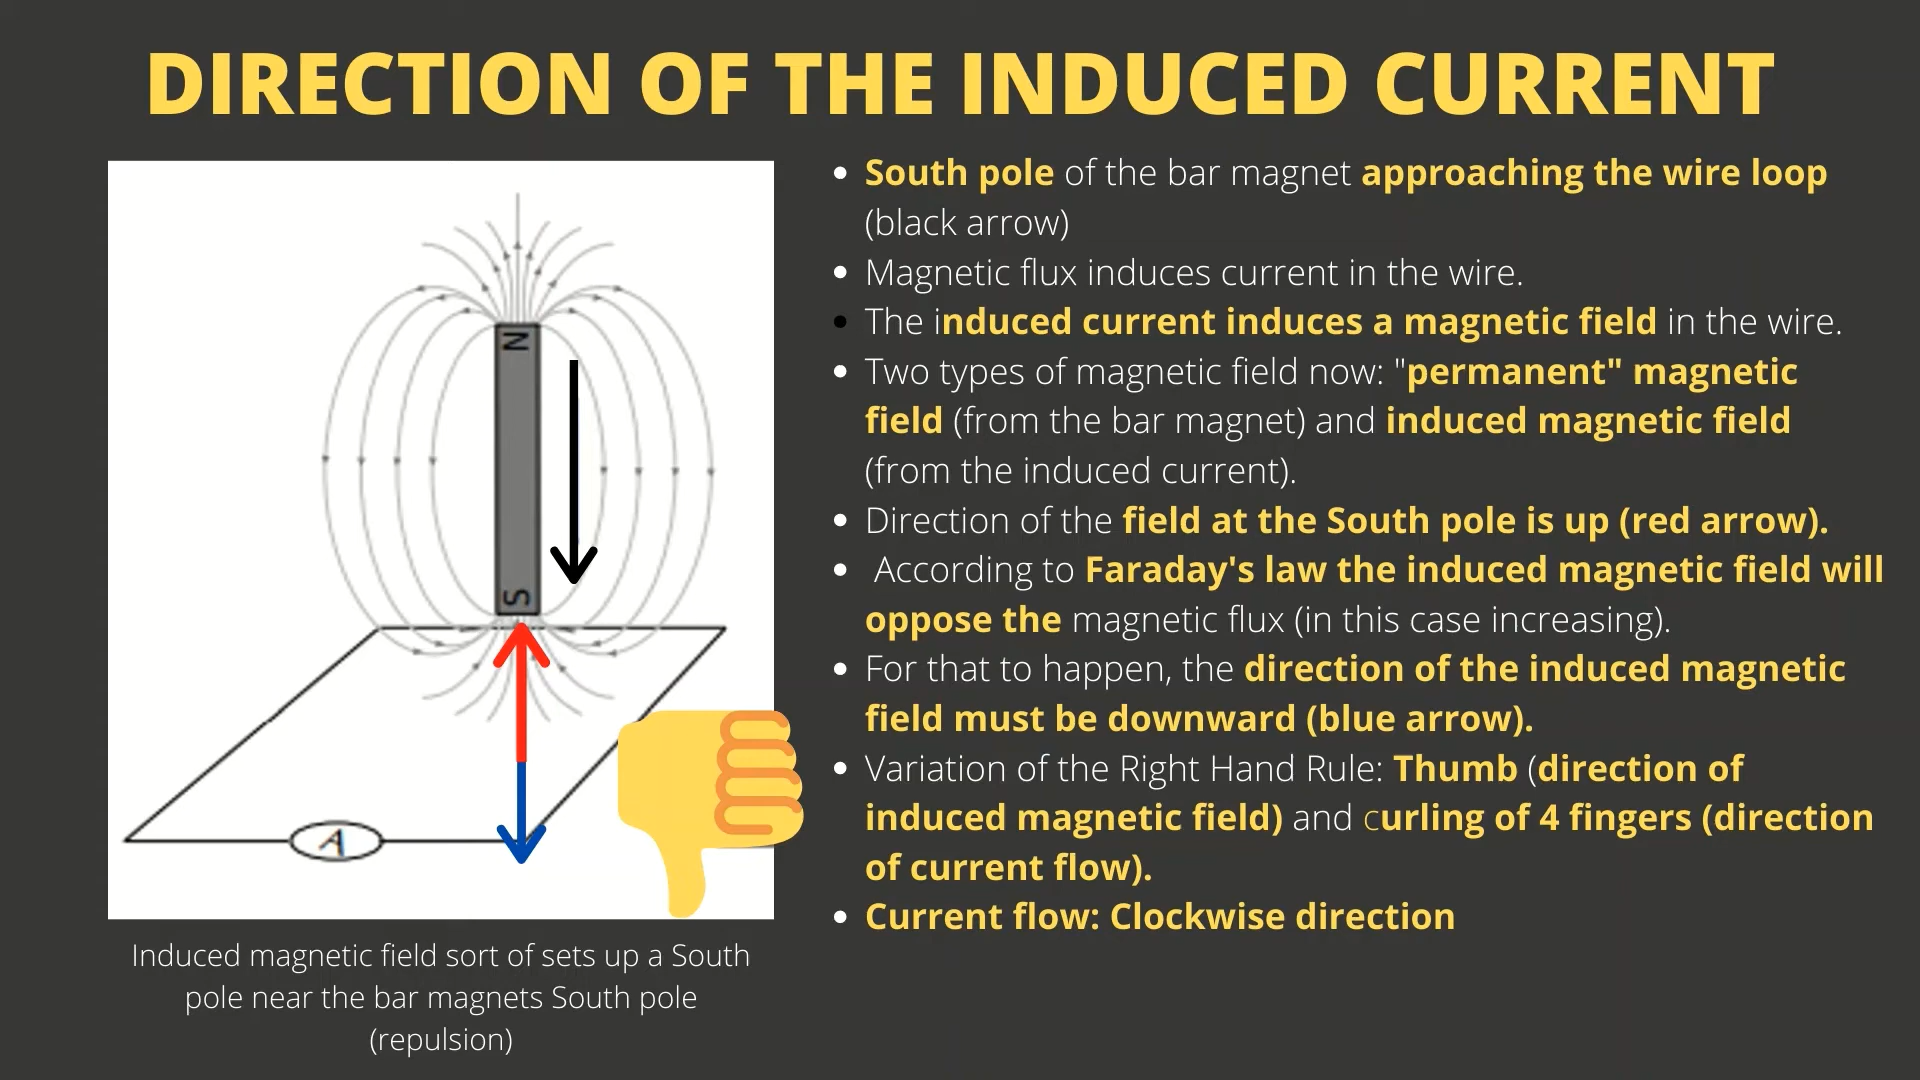 DIRECTION OF THE INDUCED CURRENT
N
S
A
Induced magnetic field sort of sets up a South
pole near the bar magnets South pole
(repulsion)
• South pole of the bar magnet approaching the wire loop
(black arrow)
• Magnetic flux induces current in the wire.
• The induced current induces a magnetic field in the wire.
• Two types of magnetic field now: "permanent" magnetic
field (from the bar magnet) and induced magnetic field
(from the induced current).
• Direction of the field at the South pole is up (red arrow).
• According to Faraday's law the induced magnetic field will
oppose the magnetic flux (in this case increasing).
• For that to happen, the direction of the induced magnetic
field must be downward (blue arrow).
• Variation of the Right Hand Rule: Thumb (direction of
induced magnetic field) and curling of 4 fingers (direction
of current flow).
• Current flow: Clockwise direction